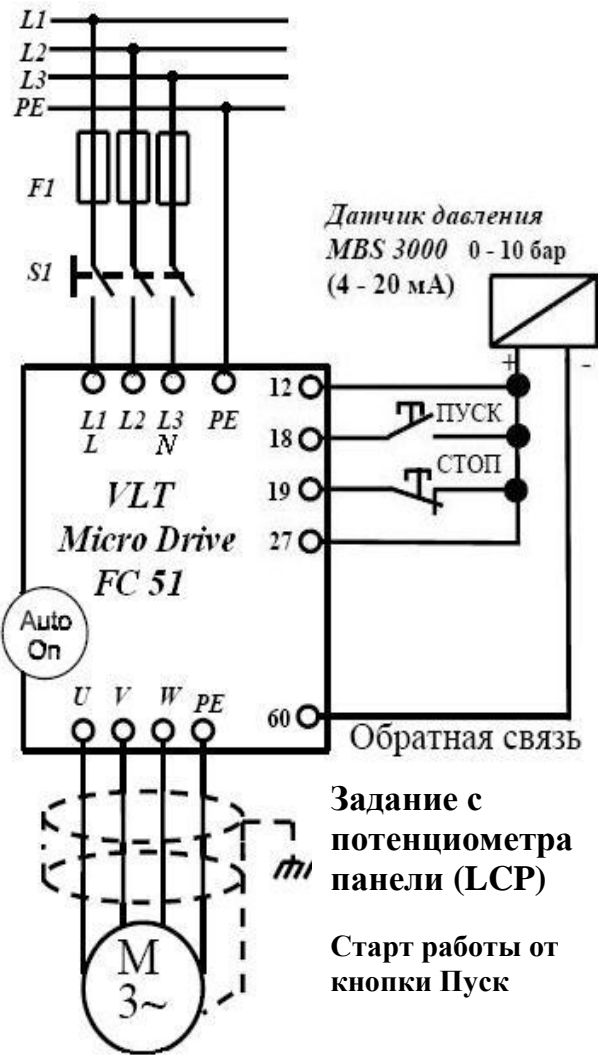 L1
L2
L3
PE
F1
Датчик давления
MBS 3000 0 - 10 бар
(4 - 20 мА)
S1
+ -
L1 L2 L3 PE
L N
12
ПУСК
18
СТОП
19
27
VLT
Micro Drive
FC 51
Auto
On
U V W PE
60
Обратная связь
Задание с
потенциометра
панели (LCP)
Старт работы от
кнопки Пуск
M
3~